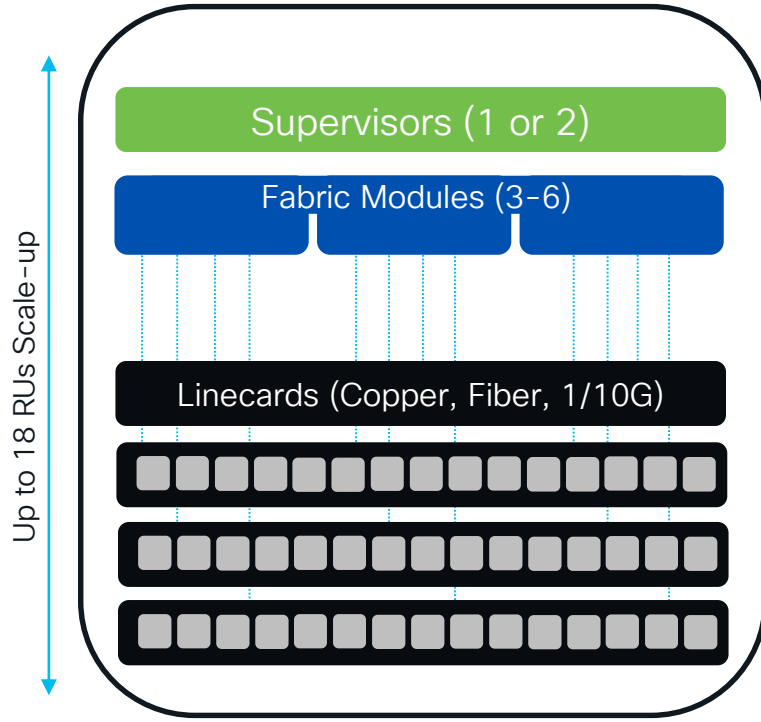 Supervisors (1 or 2)
Fabric Modules (3-6)
Linecards (Copper, Fiber, 1/10G)
Up to 18 RUs Scale-up